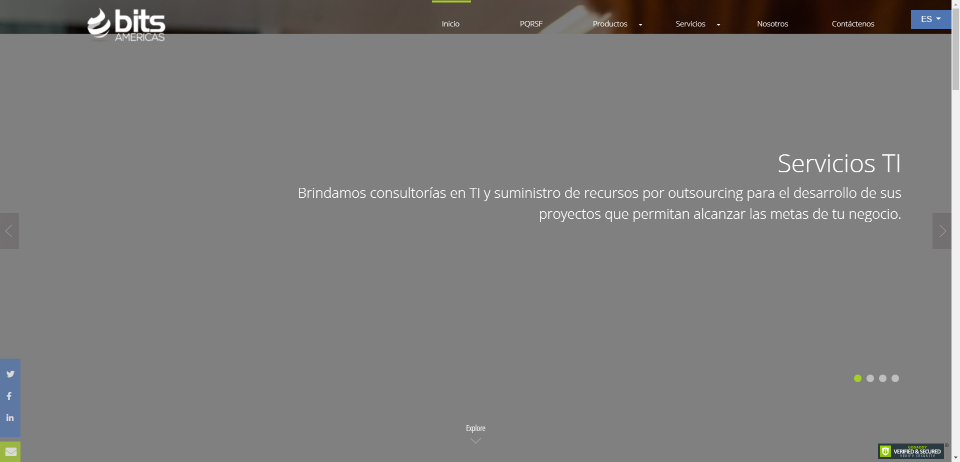 bits
AMERICAS
Inicio
PQRSF
Productos
Servicios
Nosotros
Contáctenos
ES
Servicios TI
Brindamos consultorías en TI y suministro de recursos por outsourcing para el desarrollo de sus
proyectos que permitan alcanzar las metas de tu negocio.
Explore
VERIFIED & SECURED